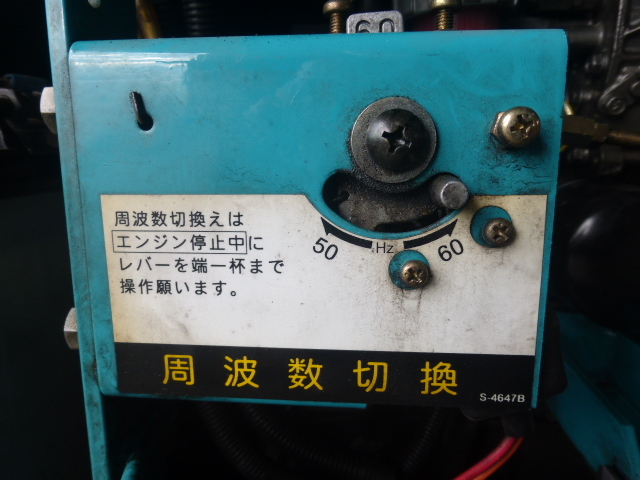 60
周波数切換えは
エンジン停止中に
レバーを端一杯まで
操作願います。
50 Hz 60
周波数切換
S-4647B